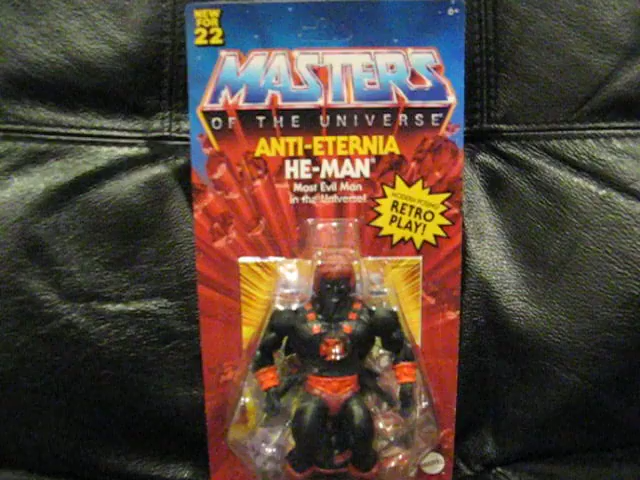 NEW
FOR
22
6+
MASTERS
OF THE UNIVERSE
ANTI-ETERNIA
HE-MAN
Most Evil Man
in the Universe!
RETRO
PLAY!